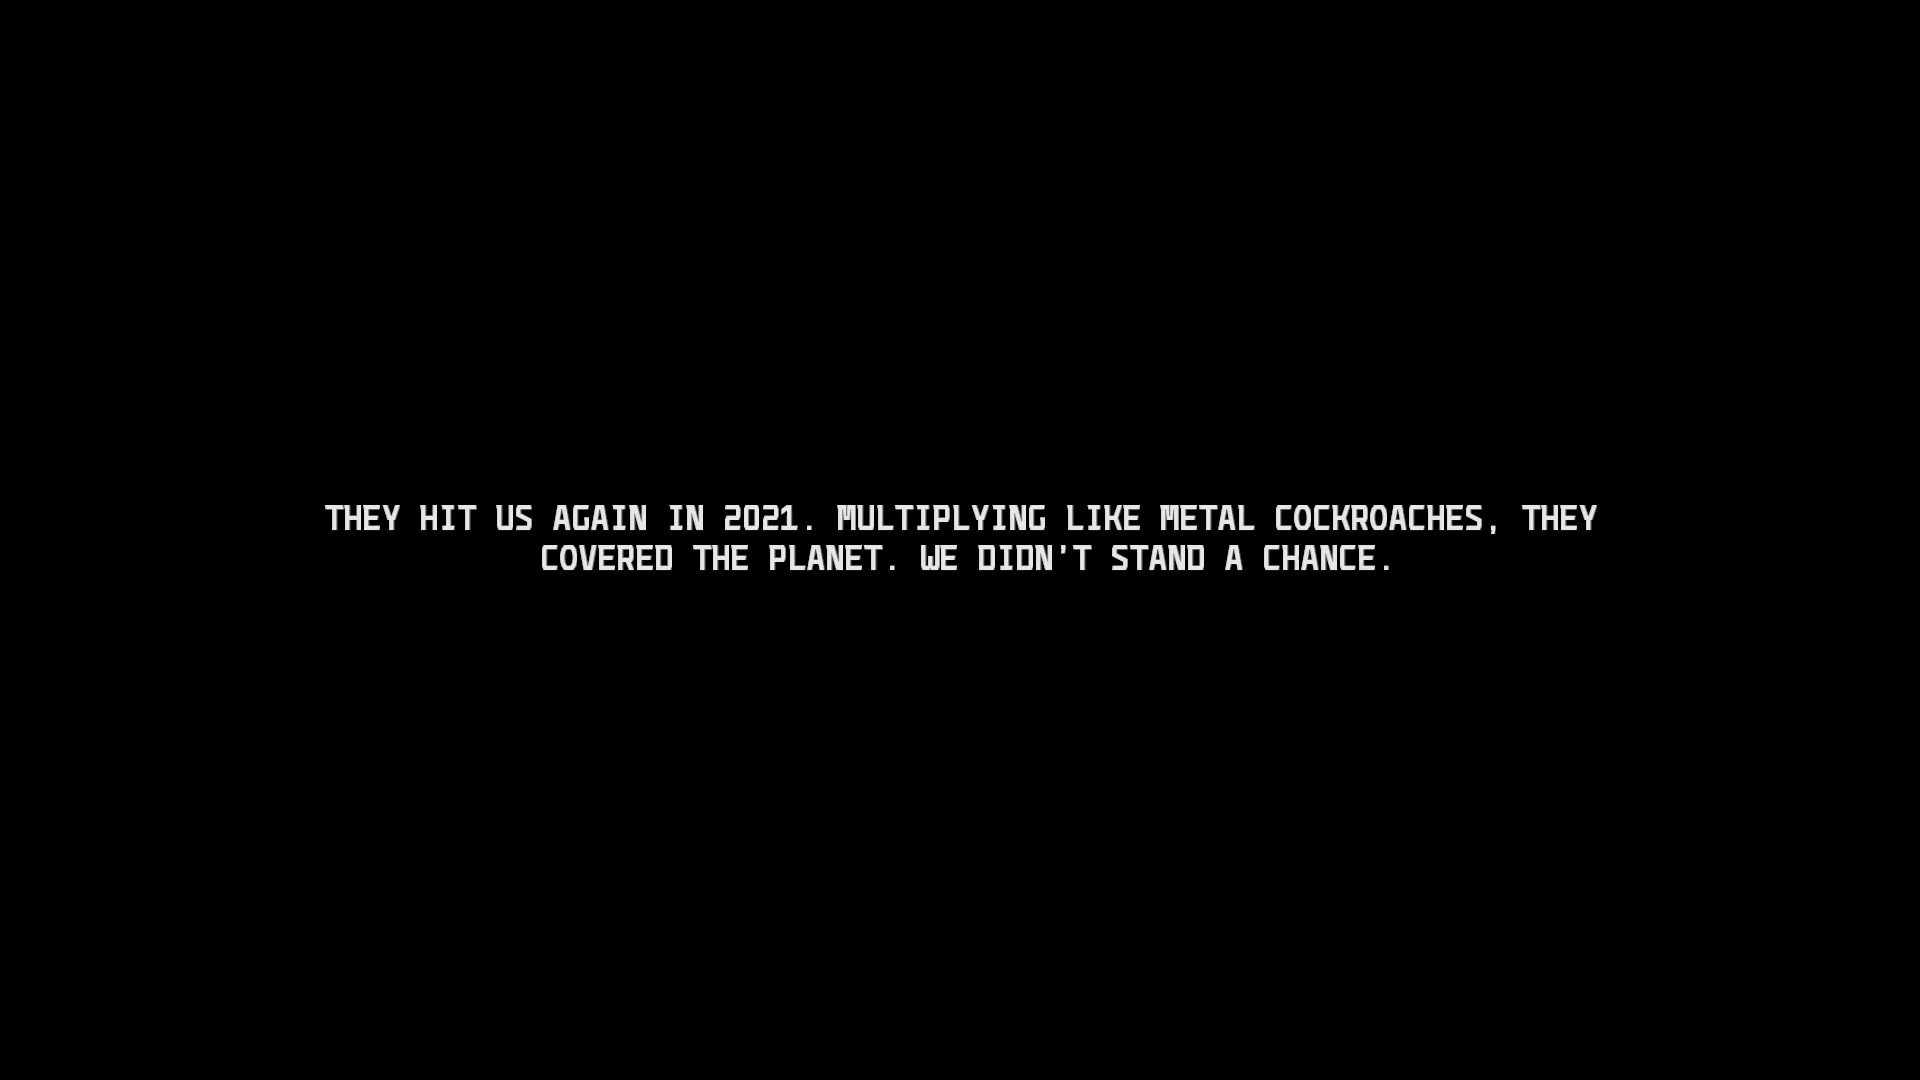 THEY HIT US AGAIN IN 2021. MULTIPLYING LIKE METAL COCKROACHES, THEY
COVERED THE PLANET. WE DIDN'T STAND A CHANCE.